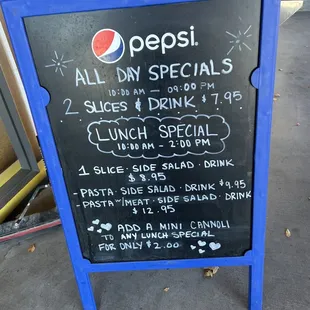 pepsi.
ALL DAY SPECIALS
10:00 AM - 09:00 PM
2 SLICES & DRINK $7.95
LUNCH SPECIAL
10:00 AM - 2:00 PM
1 SLICE · SIDE SALAD · DRINK
$8.95
-PASTA · SIDE SALAD · DRINK $9.95
-PASTA W/MEAT · SIDE SALAD · DRINK
$12.95
ADD A MINI CANNOLI
TO ANY LUNCH SPECIAL
FOR ONLY $2.00